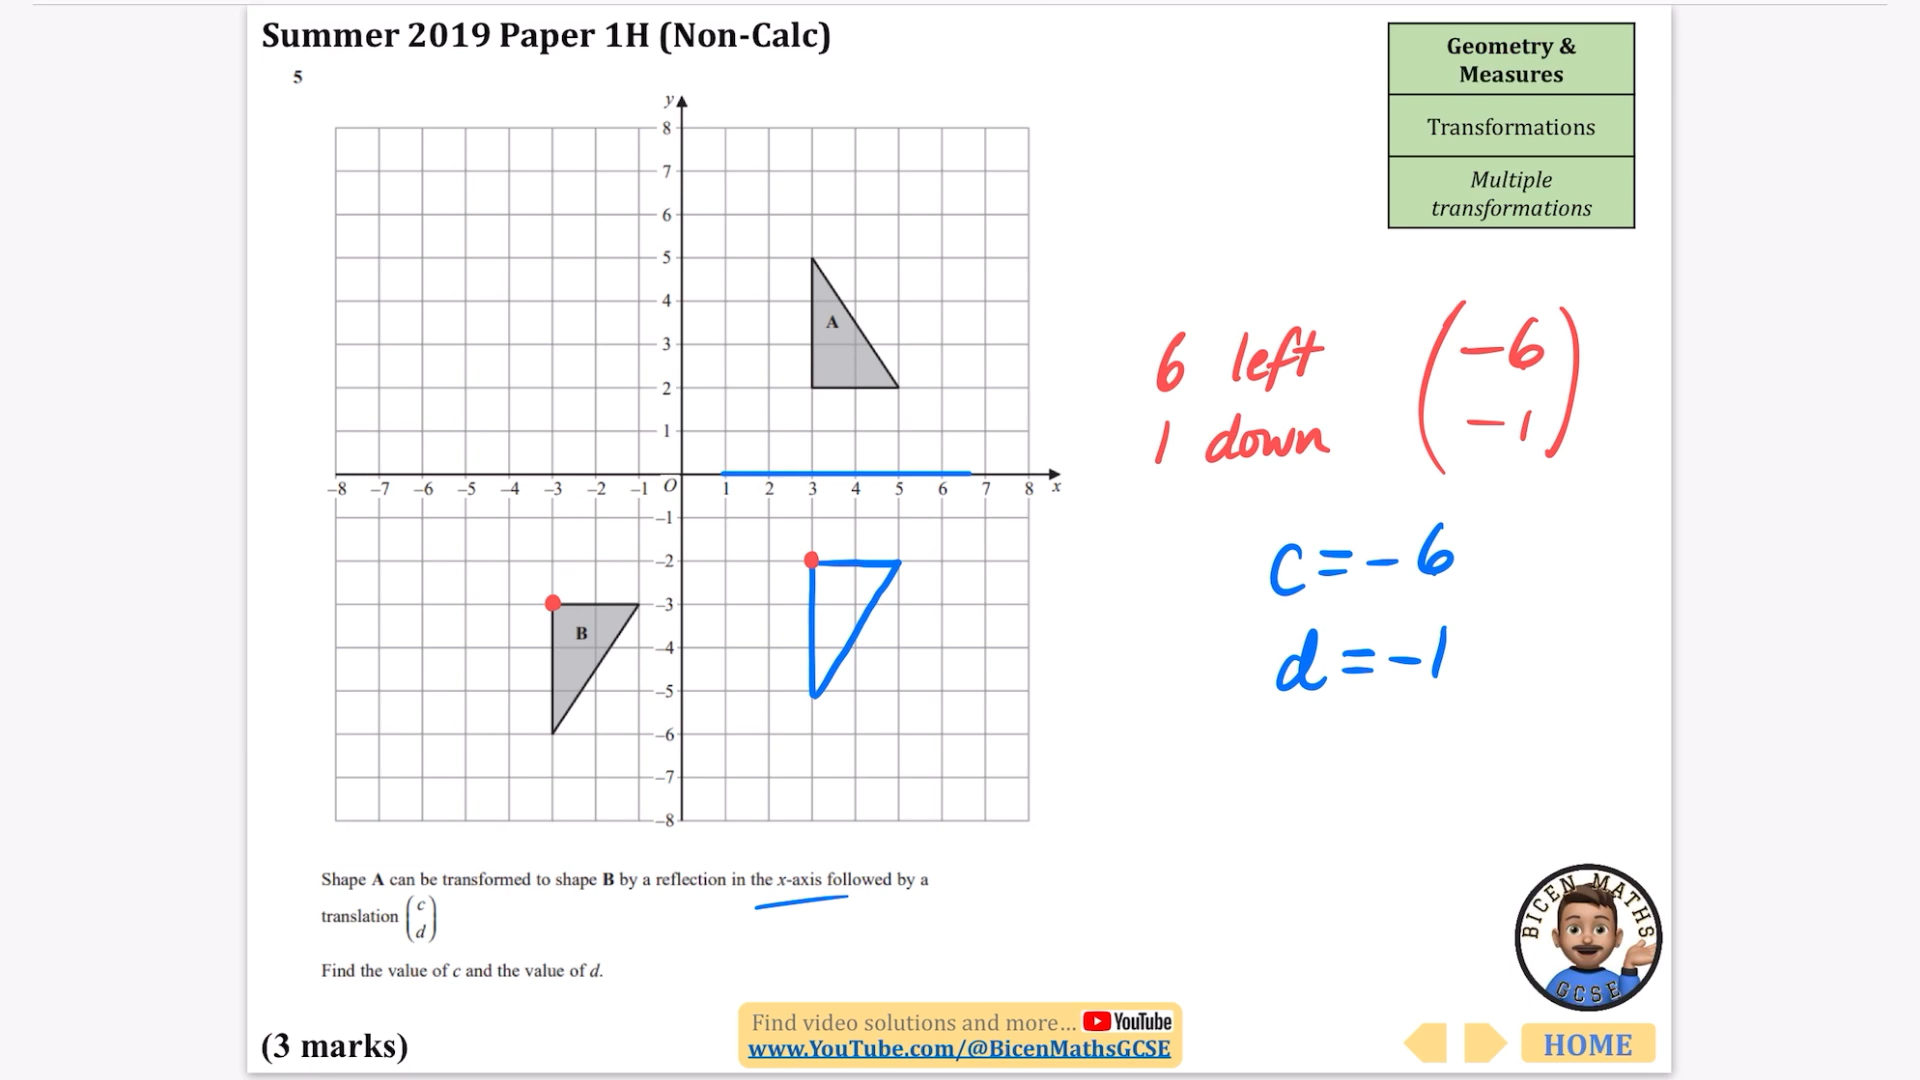 Summer 2019 Paper 1H (Non-Calc)
5
Geometry &
Measures
Transformations
Multiple
transformations
y
8
7
6
5
4
3
2
1
A
-8 -7 -6 -5 -4 -3 -2 -1 O 1 2 3 4 5 6 7 8 x
-1
-2
-3
-4
-5
-6
-7
-8
B
6 left
1 down
(-6
-1)
c = -6
d = -1
Shape A can be transformed to shape B by a reflection in the x-axis followed by a
translation (c
d)
Find the value of c and the value of d.
(3 marks)
Find video solutions and more... YouTube
www.YouTube.com/@BicenMathsGCSE
BICEN MATHS
GCSE
HOME